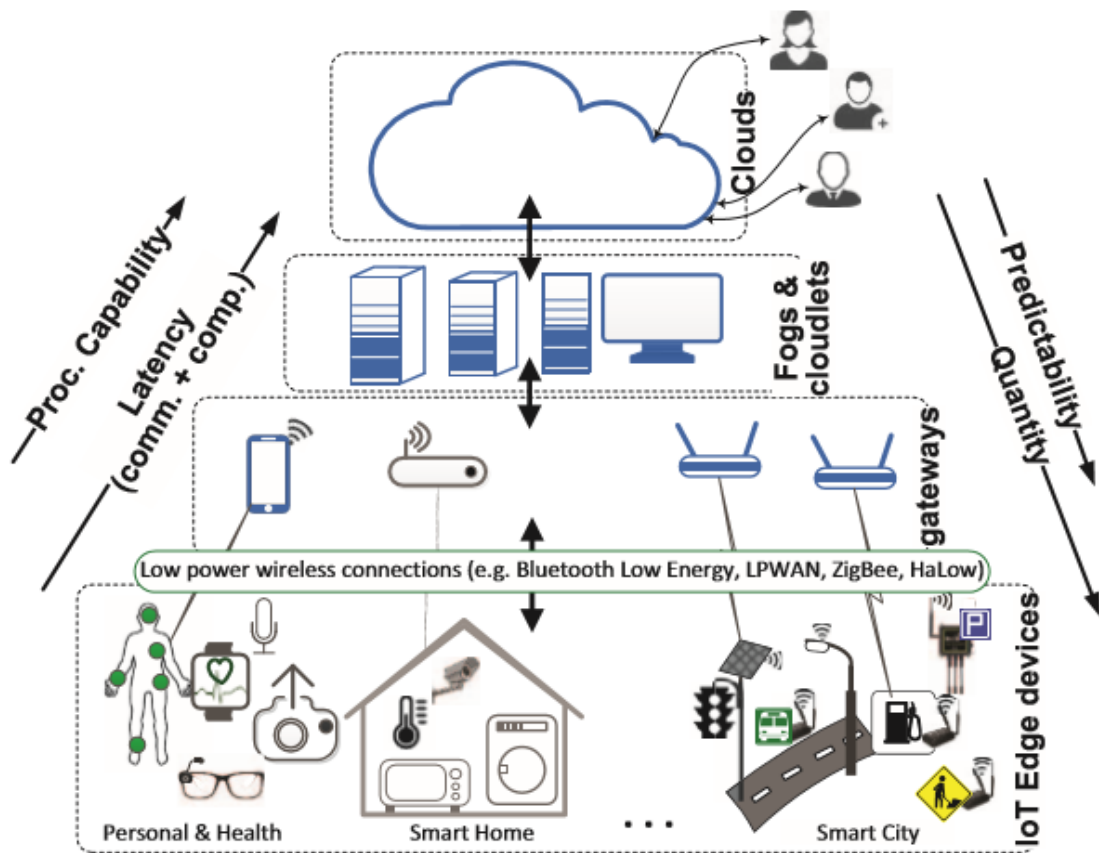 Clouds
Proc. Capability
Latency
(comm. + comp.)
Predictability
Quantity
Fogs &
cloudlets
gateways
Low power wireless connections (e.g. Bluetooth Low Energy, LPWAN, ZigBee, HaLow)
P
IoT Edge devices
Personal & Health
Smart Home
. . .
Smart City